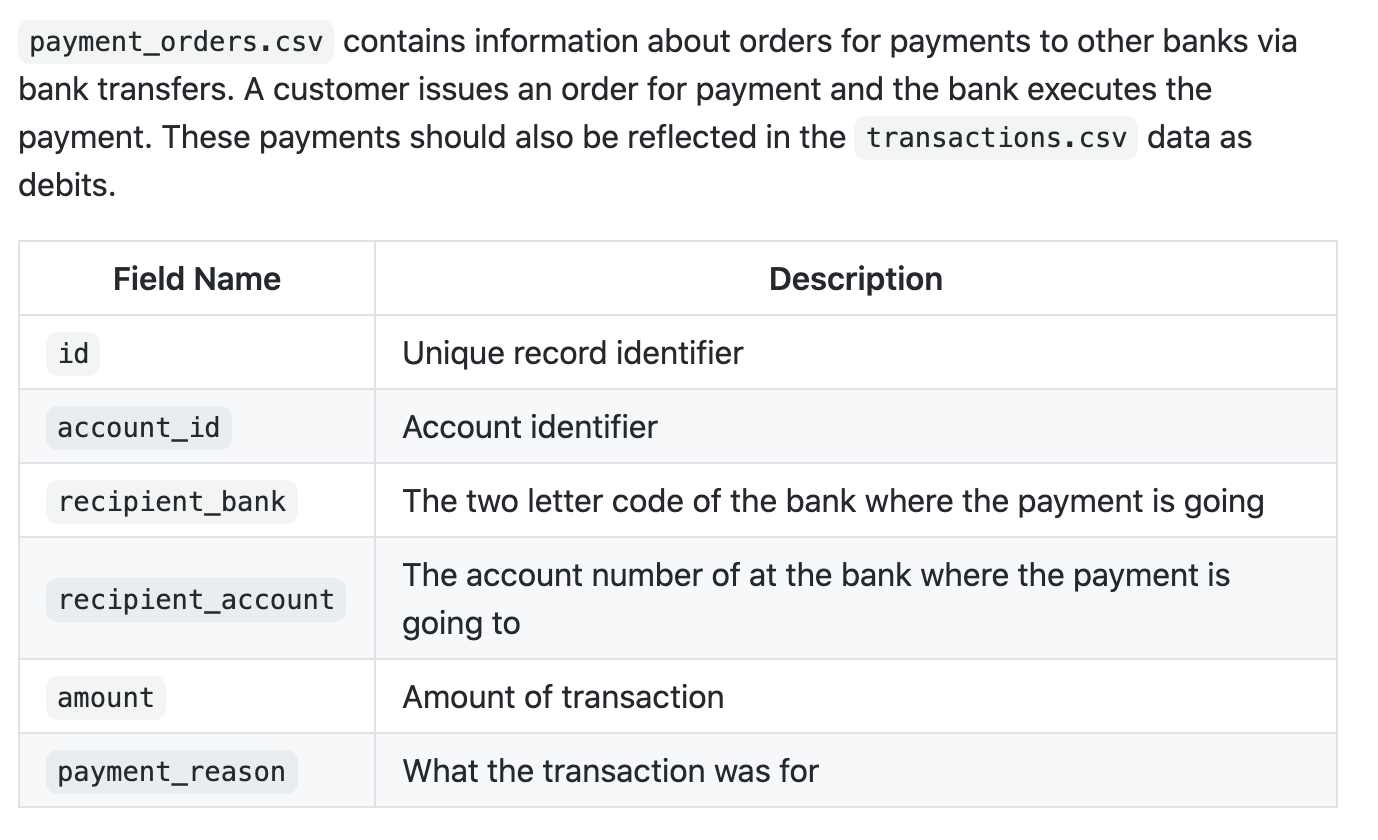 payment_orders.csv contains information about orders for payments to other banks via
bank transfers. A customer issues an order for payment and the bank executes the
payment. These payments should also be reflected in the transactions.csv data as
debits.
Field Name Description
id Unique record identifier
account_id Account identifier
recipient_bank The two letter code of the bank where the payment is going
recipient_account The account number of at the bank where the payment is
going to
amount Amount of transaction
payment_reason What the transaction was for